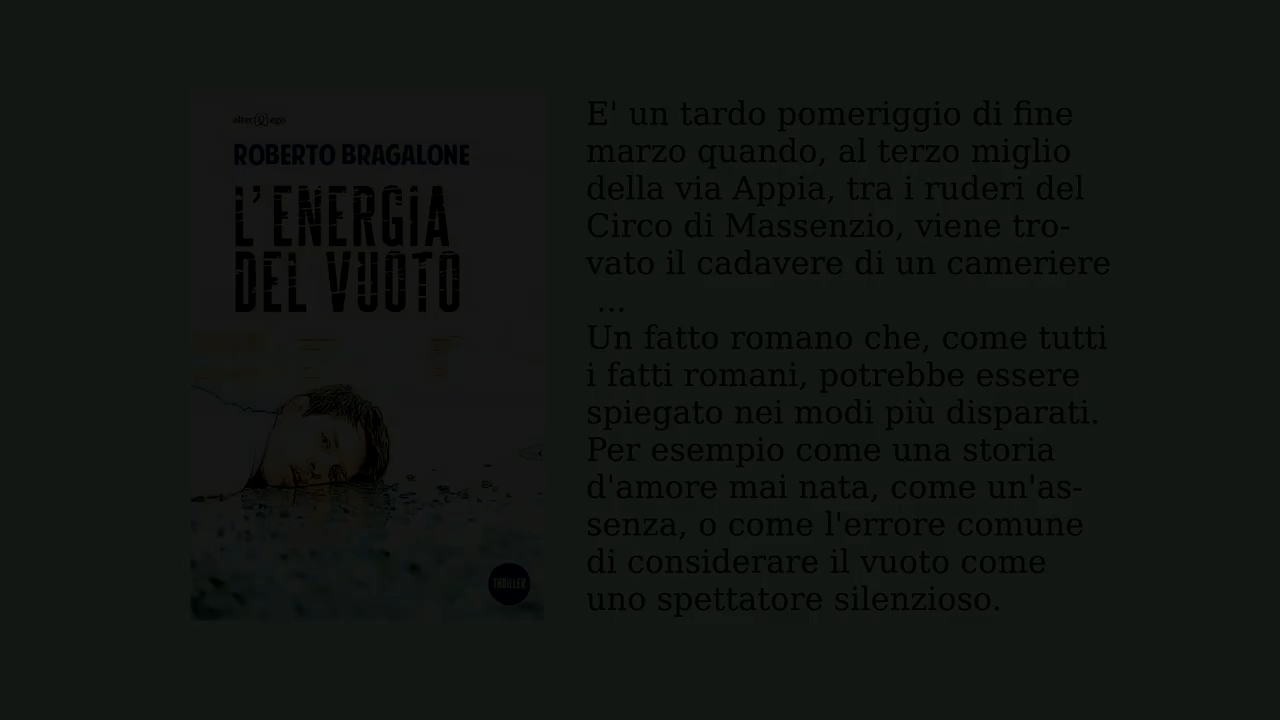 alter ego
ROBERTO BRAGALONE
L'ENERGIA
DEL VUOTO
THRILLER
E' un tardo pomeriggio di fine
marzo quando, al terzo miglio
della via Appia, tra i ruderi del
Circo di Massenzio, viene tro-
vato il cadavere di un cameriere
...
Un fatto romano che, come tutti
i fatti romani, potrebbe essere
spiegato nei modi più disparati.
Per esempio come una storia
d'amore mai nata, come un'as-
senza, o come l'errore comune
di considerare il vuoto come
uno spettatore silenzioso.